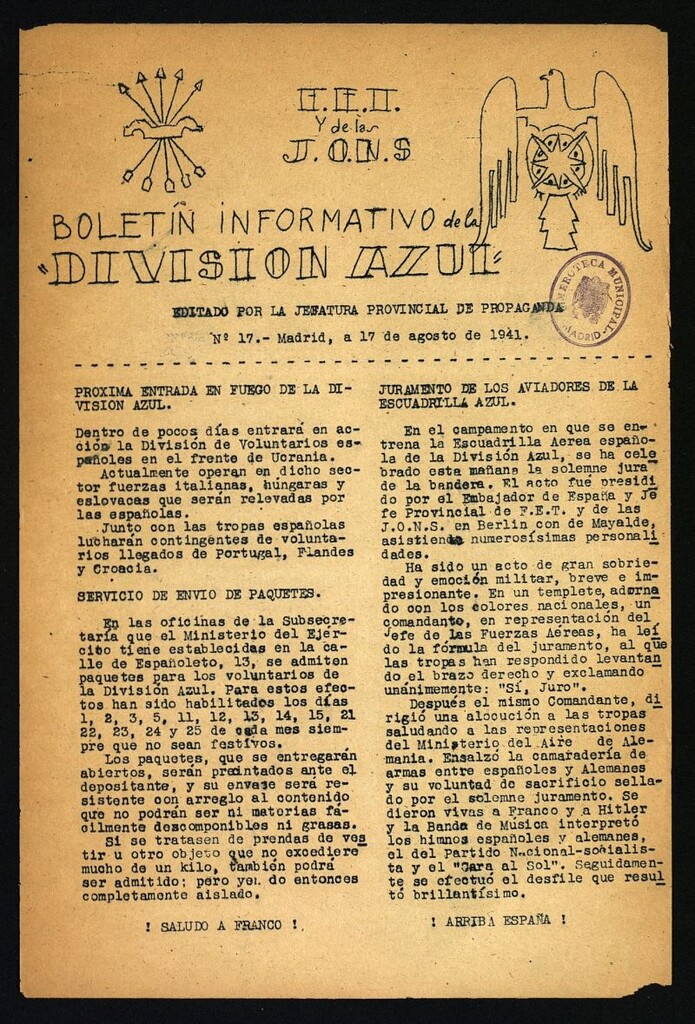 F.E.T.
Y de las
J.O.N.S
BOLETÍN INFORMATIVO de la
"DIVISION AZUL"
EDITADO POR LA JEFATURA PROVINCIAL DE PROPAGANDA
Nº 17.- Madrid, a 17 de agosto de 1941.
HEMEROTECA MUNICIPAL
MADRID
PROXIMA ENTRADA EN FUEGO DE LA DI-
VISION AZUL.
Dentro de pocos días entrará en ac-
ción la División de Voluntarios es-
pañoles en el frente de Ucrania.
Actualmente operan en dicho sec-
tor fuerzas italianas, húngaras y
eslovacas que serán relevadas por
las españolas.
Junto con las tropas españolas
lucharán contingentes de volunta-
rios llegados de Portugal, Flandes
y Croacia.
SERVICIO DE ENVIO DE PAQUETES.
En las oficinas de la Subsecre-
taría que el Ministerio del Ejér-
cito tiene establecidas en la ca-
lle de Españoleto, 13, se admiten
paquetes para los voluntarios de
la División Azul. Para estos efec-
tos han sido habilitados los días
1, 2, 3, 5, 11, 12, 13, 14, 15, 21
22, 23, 24 y 25 de cada mes siem-
pre que no sean festivos.
Los paquetes, que se entregarán
abiertos, serán precintados ante el
depositante, y su envase será re-
sistente con arreglo al contenido
que no podrán ser ni materias fá-
cilmente descomponibles ni grasas.
Si se tratasen de prendas de ves
tir u otro objeto que no excediere
mucho de un kilo, también podrá
ser admitido; pero yendo entonces
completamente aislado.
! SALUDO A FRANCO !
JURAMENTO DE LOS AVIADORES DE LA
ESCUADRILLA AZUL.
En el campamento en que se en-
trena la Escuadrilla Aerea españo-
la de la División Azul, se ha cele
brado esta mañana la solemne jura
de la bandera. El acto fué presidi
do por el Embajador de España y Je
fe Provincial de F.E.T. y de las
J.O.N.S. en Berlin con de Mayalde,
asistiendo numerosísimas personali
dades.
Ha sido un acto de gran sobrie-
dad y emoción militar, breve e im-
presionante. En un templete, adorna
do con los colores nacionales, un
comandanto, en representación del
Jefe de las Fuerzas Aéreas, ha leí
do la fórmula del juramento, al que
las tropas han respondido levantan
do el brazo derecho y exclamando
unánimemente: "Sí, Juro".
Después el mismo Comandante, di
rigió una alocución a las tropas
saludando a las representaciones
del Ministerio del Aire de Ale-
mania. Ensalzó la camaradería de
armas entre españoles y Alemanes
y su voluntad de sacrificio sella-
do por el solemne juramento. Se
dieron vivas a Franco y a Hitler
y la Banda de Música interpretó
los himnos españoles y alemanes,
el del Partido Nacional-sosialis-
ta y el "Cara al Sol". Seguidamen-
te se efectuó el desfile que resul
tó brillantísimo.
! ARRIBA ESPAÑA !